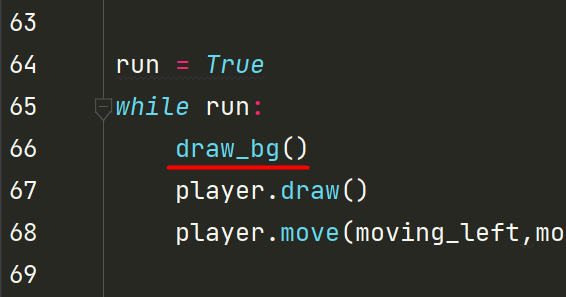 63
64 run = True
65 while run:
66 draw_bg()
67 player.draw()
68 player.move(moving_left,mo
69